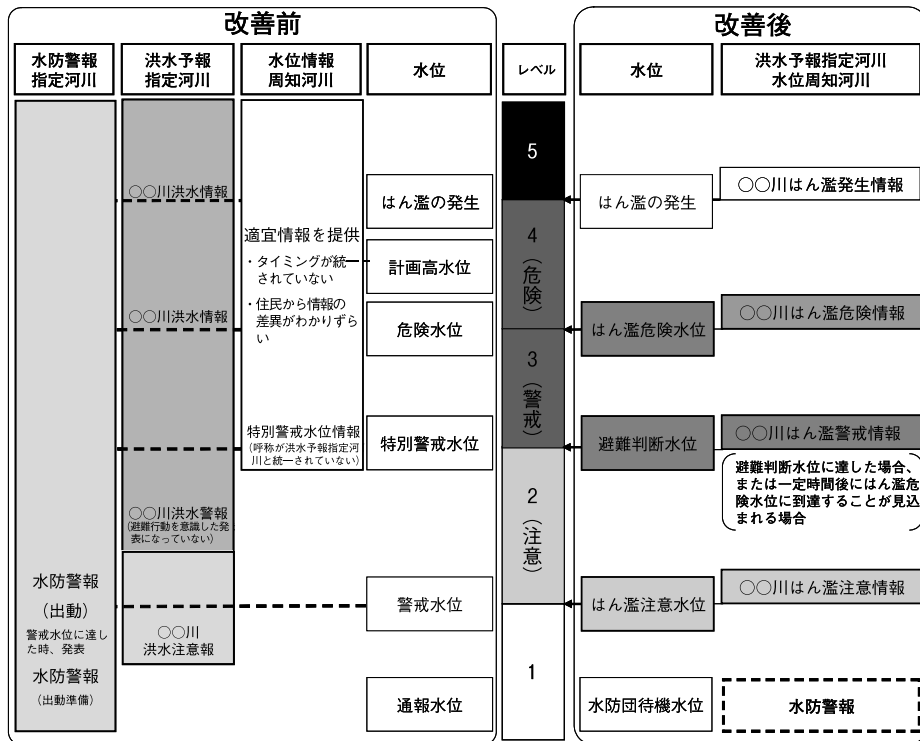 改善前
水防警報
指定河川
洪水予報
指定河川
水位情報
周知河川
水位
○○川洪水情報
○○川洪水情報
○○川洪水警報
(避難行動を意識した発
表になっていない)
水防警報
(出動)
警戒水位に達し
た時、発表
水防警報
(出動準備)
○○川
洪水注意報
適宜情報を提供
・タイミングが統
されていない
・住民から情報の
差異がわかりずら
い
特別警戒水位情報
(呼称が洪水予報指定河
川と統一されていない)
はん濫の発生
計画高水位
危険水位
特別警戒水位
警戒水位
通報水位
レベル
5
4
(危険)
3
(警戒)
2
(注意)
1
改善後
水位
洪水予報指定河川
水位周知河川
はん濫の発生
○○川はん濫発生情報
はん濫危険水位
○○川はん濫危険情報
避難判断水位
○○川はん濫警戒情報
避難判断水位に達した場合、
または一定時間後にはん濫危
険水位に到達することが見込
まれる場合
はん濫注意水位
○○川はん濫注意情報
水防団待機水位
水防警報